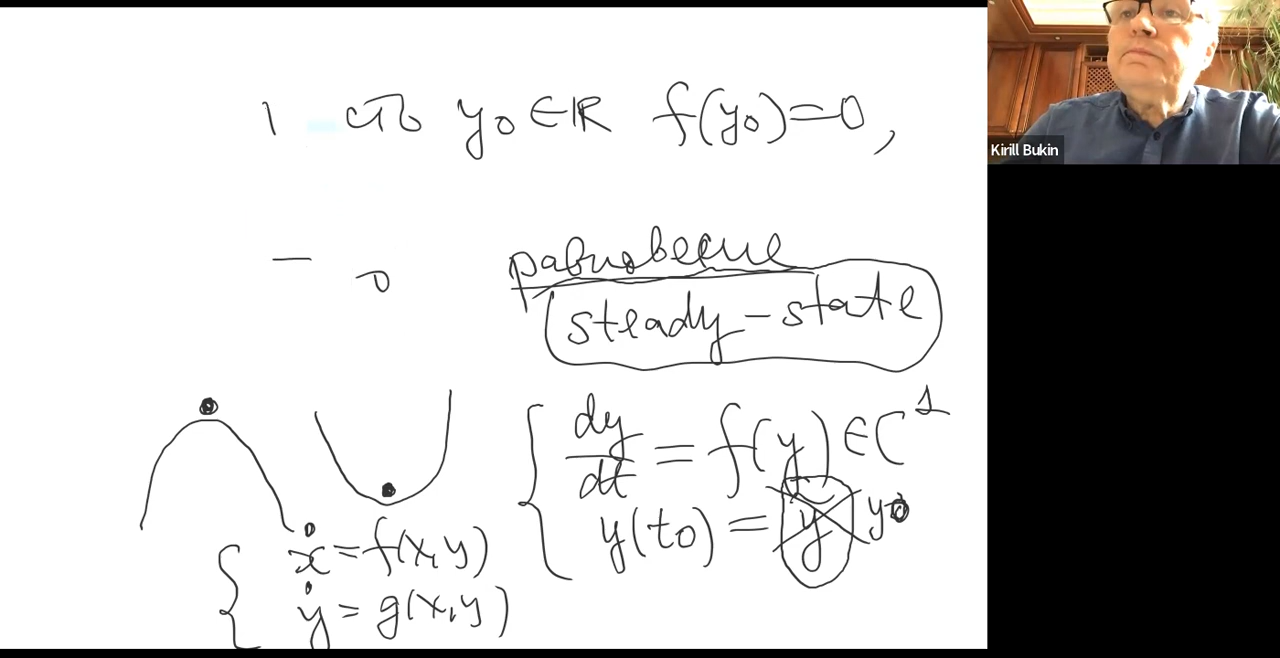 1 сть y₀ ∈ ℝ f(y₀)=0,
Kirill Bukin
равновесие
steady-state
dy/dt = f(y) ∈ C¹
y(t₀) = y₀
ẋ = f(x,y)
ẏ = g(x,y)